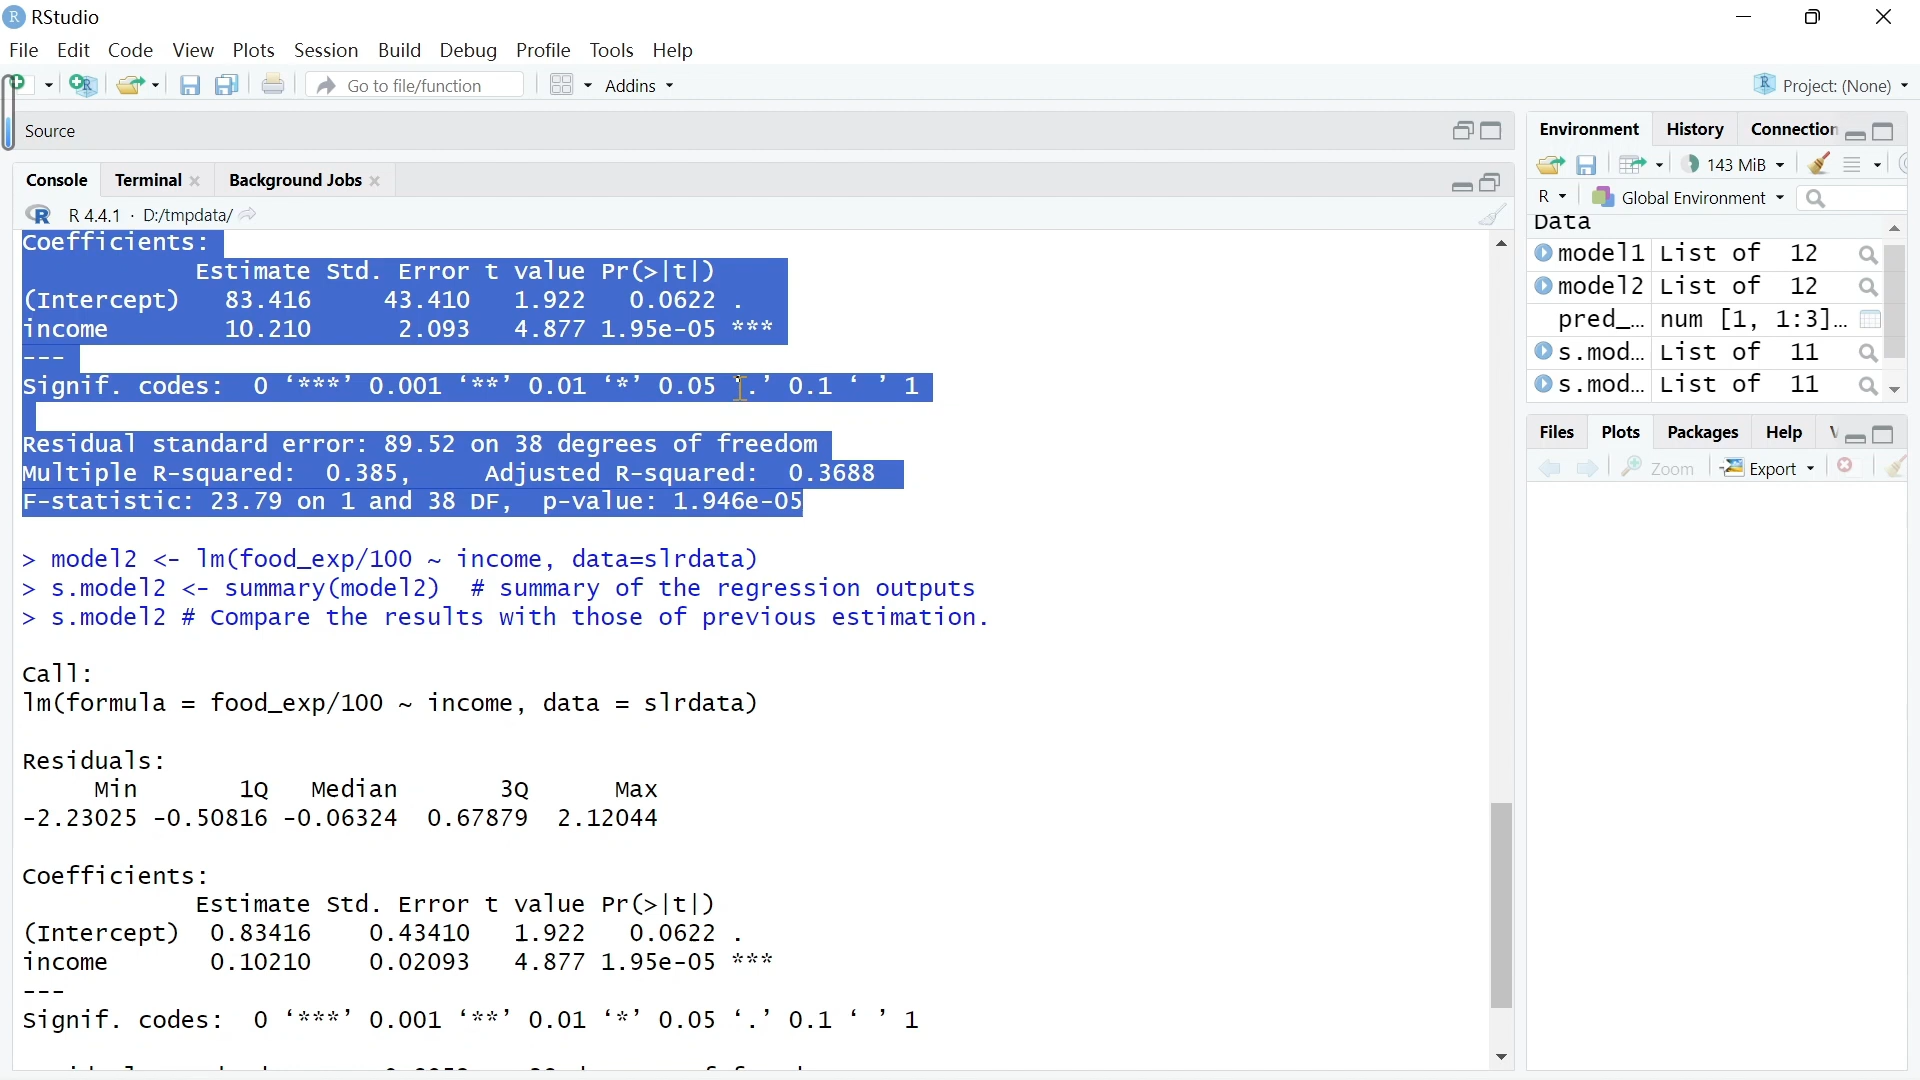 RStudio
File Edit Code View Plots Session Build Debug Profile Tools Help
Go to file/function Addins Project: (None)
Source
Console Terminal Background Jobs
R 4.4.1 · D:/tmpdata/
Coefficients:
Estimate Std. Error t value Pr(>|t|)
(Intercept) 83.416 43.410 1.922 0.0622 .
income 10.210 2.093 4.877 1.95e-05 ***
---
Signif. codes: 0 ‘***’ 0.001 ‘**’ 0.01 ‘*’ 0.05 ‘.’ 0.1 ‘ ’ 1
Residual standard error: 89.52 on 38 degrees of freedom
Multiple R-squared: 0.385, Adjusted R-squared: 0.3688
F-statistic: 23.79 on 1 and 38 DF, p-value: 1.946e-05
> model2 <- lm(food_exp/100 ~ income, data=slrdata)
> s.model2 <- summary(model2) # summary of the regression outputs
> s.model2 # Compare the results with those of previous estimation.
Call:
lm(formula = food_exp/100 ~ income, data = slrdata)
Residuals:
Min 1Q Median 3Q Max
-2.23025 -0.50816 -0.06324 0.67879 2.12044
Coefficients:
Estimate Std. Error t value Pr(>|t|)
(Intercept) 0.83416 0.43410 1.922 0.0622 .
income 0.10210 0.02093 4.877 1.95e-05 ***
---
Signif. codes: 0 ‘***’ 0.001 ‘**’ 0.01 ‘*’ 0.05 ‘.’ 0.1 ‘ ’ 1
Environment History Connection
143 MiB
R Global Environment
Data
model1 List of 12
model2 List of 12
pred_... num [1, 1:3]...
s.mod... List of 11
s.mod... List of 11
Files Plots Packages Help V
Zoom Export